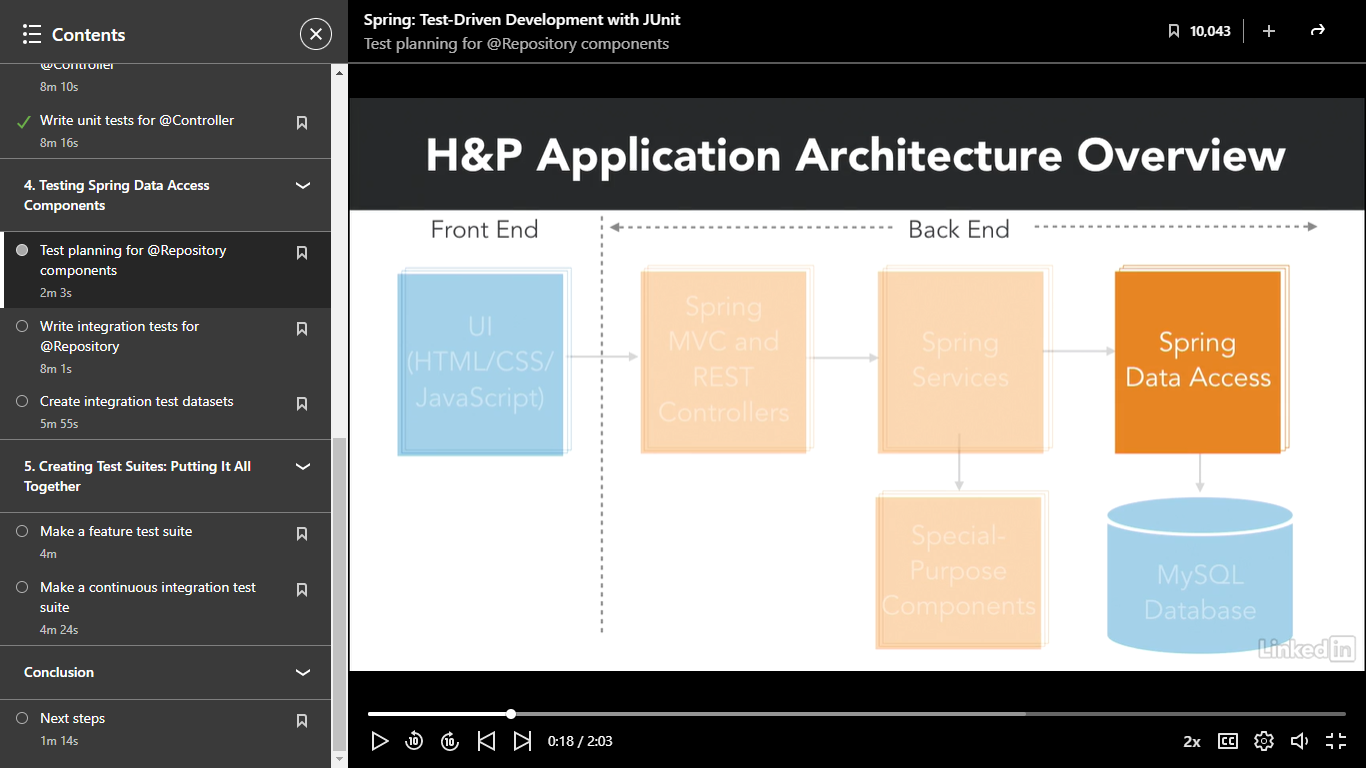 Contents
@Controller
8m 10s
Write unit tests for @Controller
8m 16s
4. Testing Spring Data Access
Components
Test planning for @Repository
components
2m 3s
Write integration tests for
@Repository
8m 1s
Create integration test datasets
5m 55s
5. Creating Test Suites: Putting It All
Together
Make a feature test suite
4m
Make a continuous integration test
suite
4m 24s
Conclusion
Next steps
1m 14s
Spring: Test-Driven Development with JUnit
Test planning for @Repository components
10,043
H&P Application Architecture Overview
Front End
Back End
UI
(HTML/CSS/
JavaScript)
Spring
MVC and
REST
Controllers
Spring
Services
Spring
Data Access
Special-
Purpose
Components
MySQL
Database
Linked in
10
10
0:18 / 2:03
2x
CC